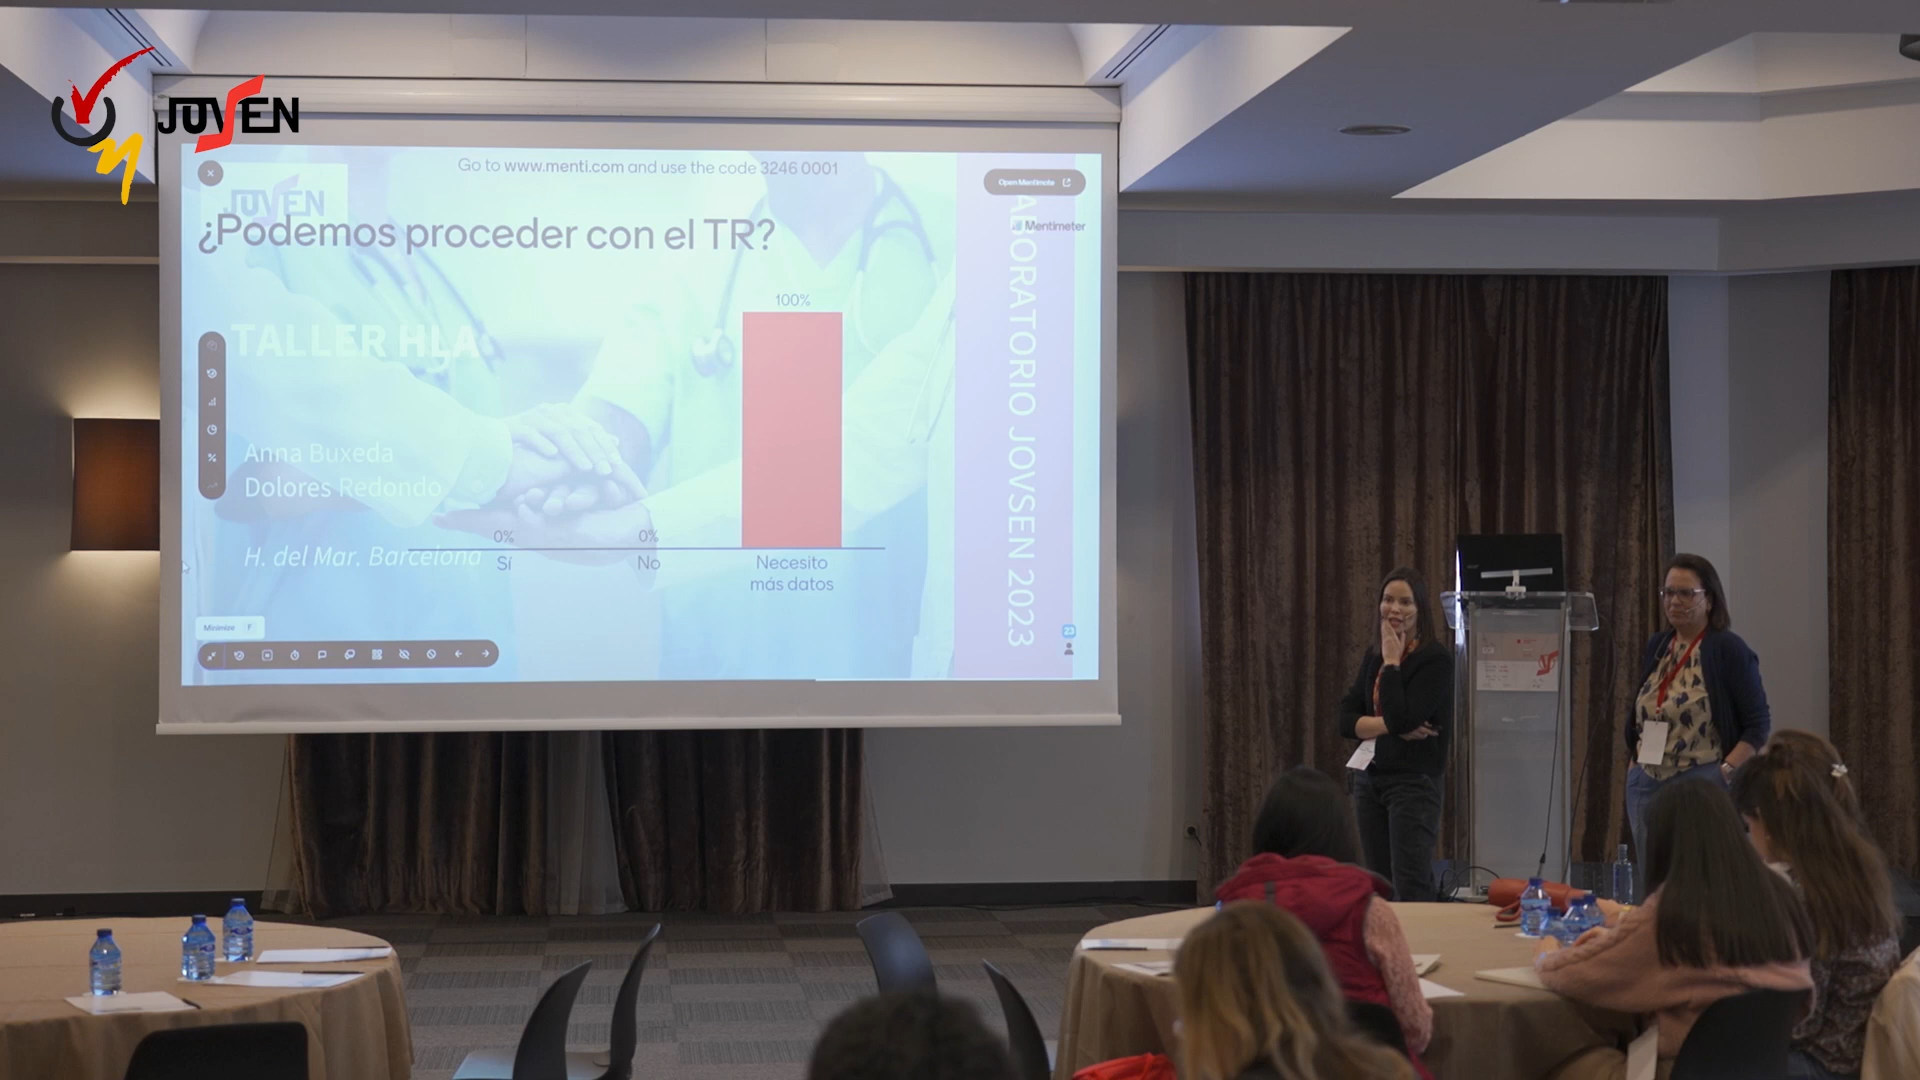 JOVSEN
Go to www.menti.com and use the code 3246 0001
Open Mentimote
JOVSEN
¿Podemos proceder con el TR?
Mentimeter
100%
TALLER HLA
Anna Buxeda
Dolores Redondo
H. del Mar. Barcelona
0%
0%
Sí
No
Necesito
más datos
LABORATORIO JOVSEN 2023
Minimize F
23